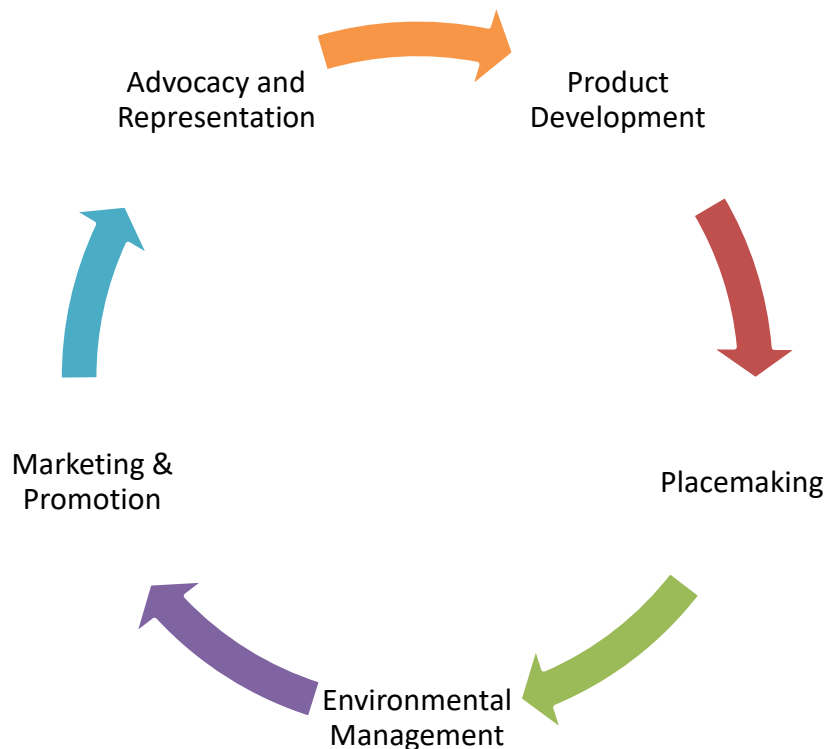 Advocacy and
Representation
Product
Development
Placemaking
Environmental
Management
Marketing &
Promotion